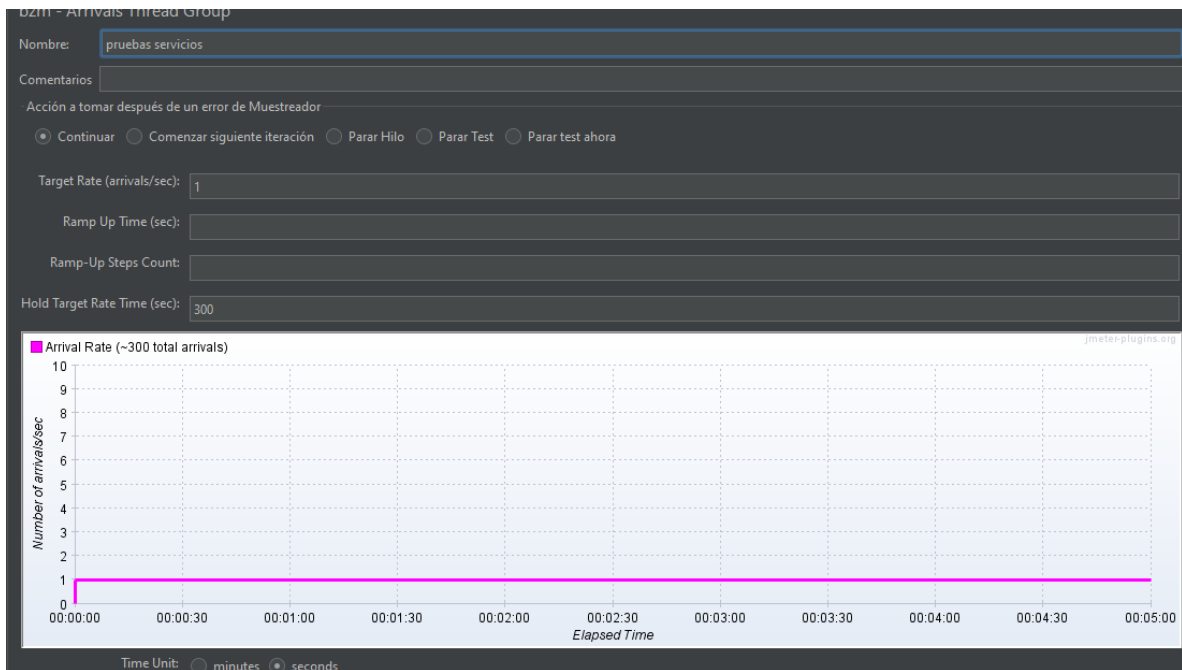 bzm - Arrivals Thread Group
Nombre: pruebas servicios
Comentarios
Acción a tomar después de un error de Muestreador
Continuar Comenzar siguiente iteración Parar Hilo Parar Test Parar test ahora
Target Rate (arrivals/sec): 1
Ramp Up Time (sec):
Ramp-Up Steps Count:
Hold Target Rate Time (sec): 300
Arrival Rate (~300 total arrivals)
jmeter-plugins.org
10
9
8
7
6
5
4
3
2
1
0
Number of arrivals/sec
00:00:00 00:00:30 00:01:00 00:01:30 00:02:00 00:02:30 00:03:00 00:03:30 00:04:00 00:04:30 00:05:00
Elapsed Time
Time Unit: minutes seconds